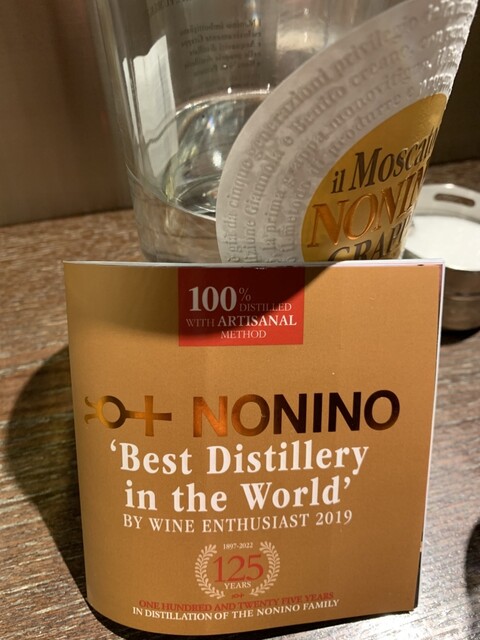 il Moscato
NONINO
GRAP
100%
DISTILLED
WITH ARTISANAL
METHOD
NONINO
'Best Distillery
in the World'
BY WINE ENTHUSIAST 2019
1897-2022
125
YEARS
ONE HUNDRED AND TWENTY FIVE YEARS
IN DISTILLATION OF THE NONINO FAMILY